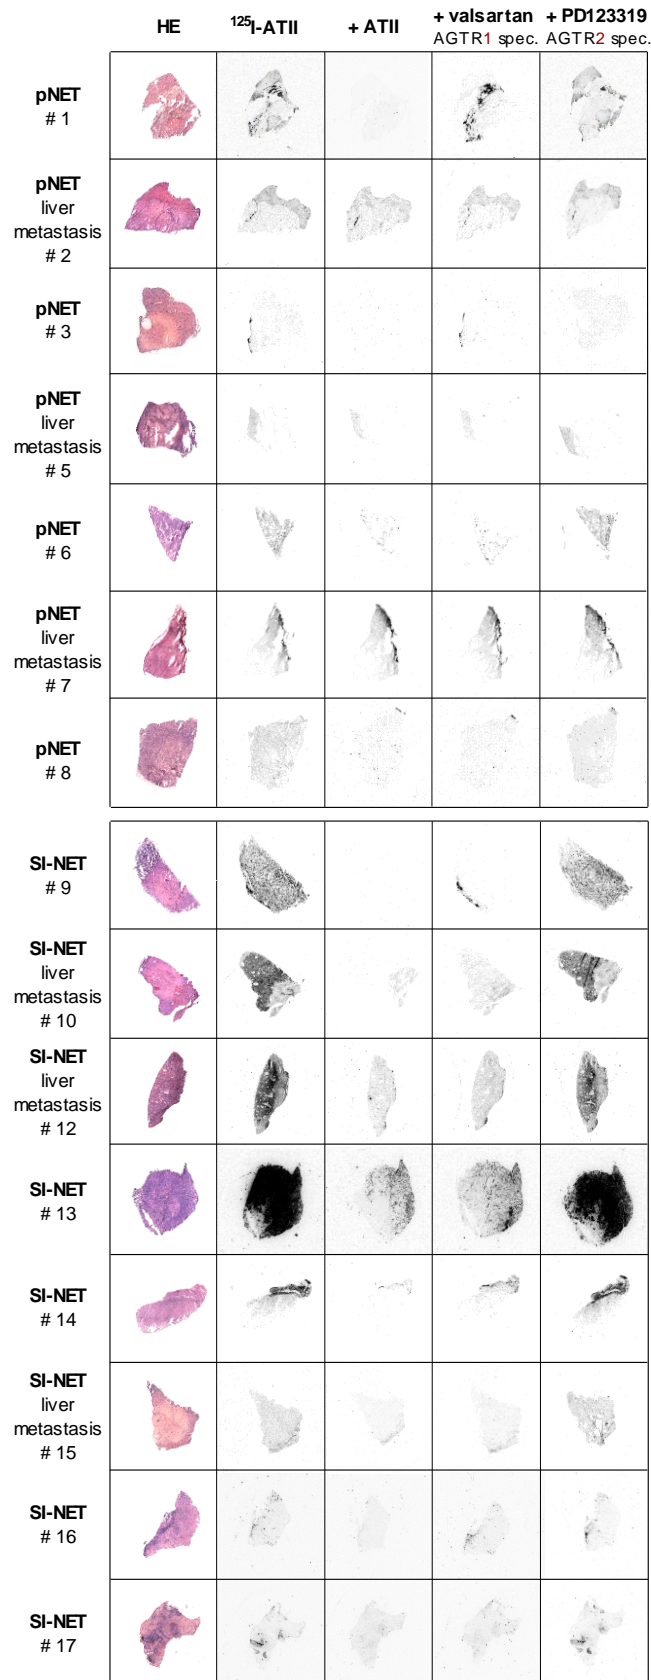 HE
¹²⁵I-ATII
+ ATII
+ valsartan
AGTR1 spec.
+ PD123319
AGTR2 spec.
pNET
# 1
pNET
liver
metastasis
# 2
pNET
# 3
pNET
liver
metastasis
# 5
pNET
# 6
pNET
liver
metastasis
# 7
pNET
# 8
SI-NET
# 9
SI-NET
liver
metastasis
# 10
SI-NET
liver
metastasis
# 12
SI-NET
# 13
SI-NET
# 14
SI-NET
liver
metastasis
# 15
SI-NET
# 16
SI-NET
# 17